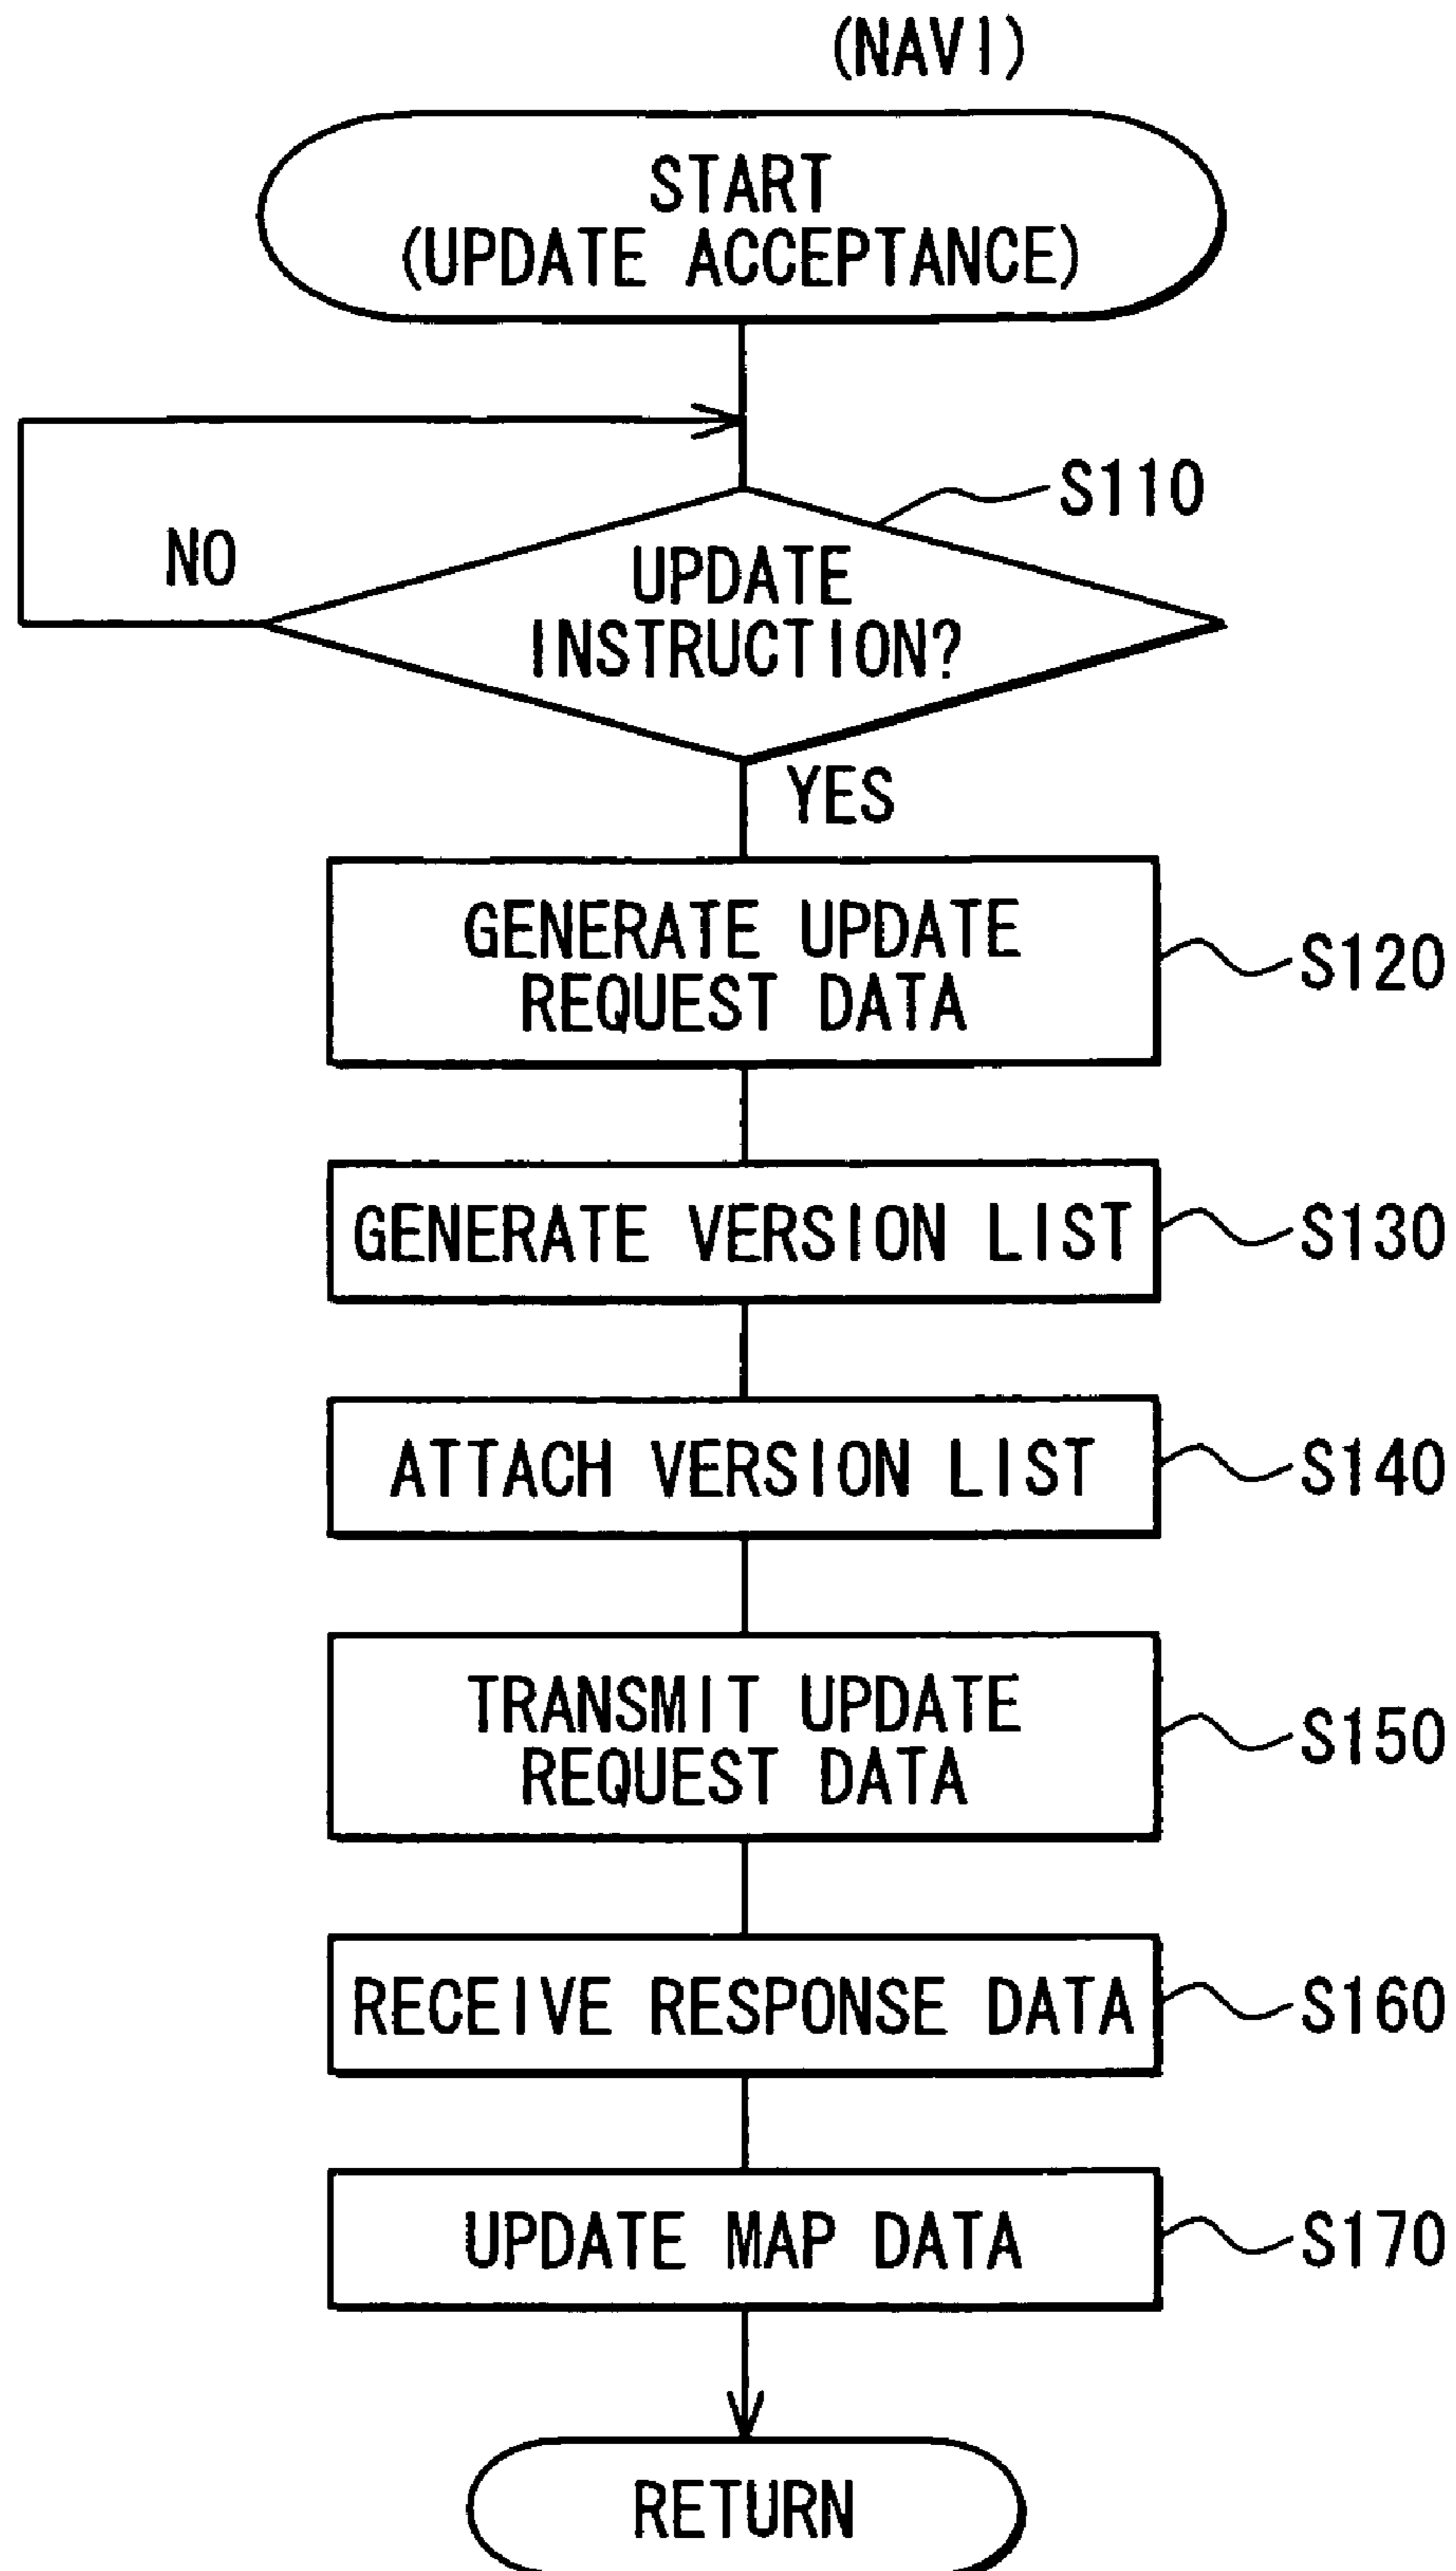 (NAVI)
START
(UPDATE ACCEPTANCE)
S110
NO
UPDATE
INSTRUCTION?
YES
GENERATE UPDATE
REQUEST DATA
S120
GENERATE VERSION LIST
S130
ATTACH VERSION LIST
S140
TRANSMIT UPDATE
REQUEST DATA
S150
RECEIVE RESPONSE DATA
S160
UPDATE MAP DATA
S170
RETURN